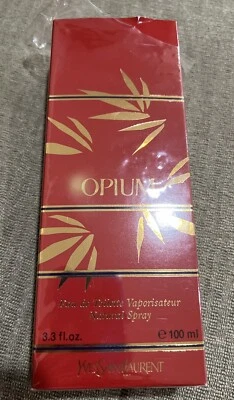 OPIUM
Eau de Toilette Vaporisateur
Natural Spray
3.3 fl.oz. e 100 ml
YVES SAINT LAURENT